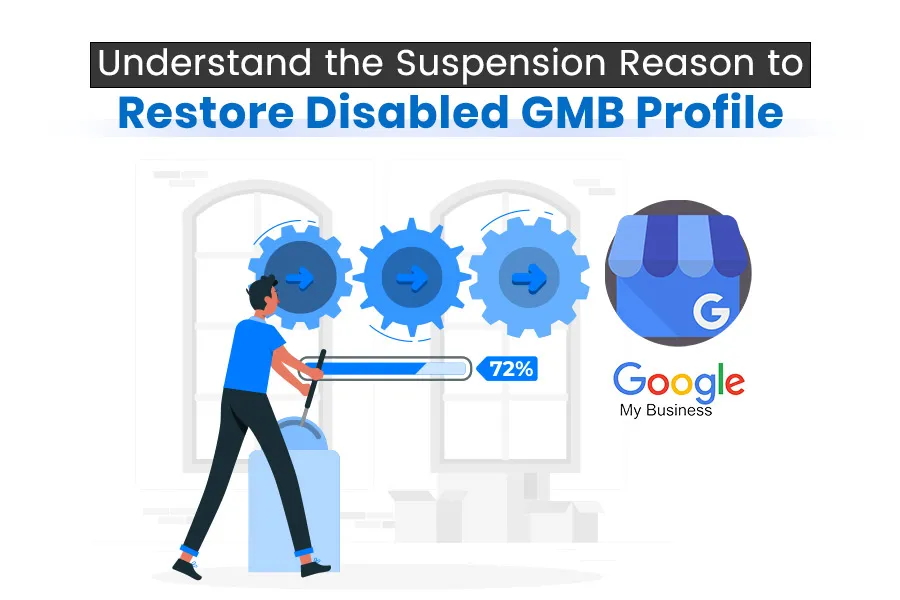 Understand the Suspension Reason to
Restore Disabled GMB Profile
72%
G
Google
My Business